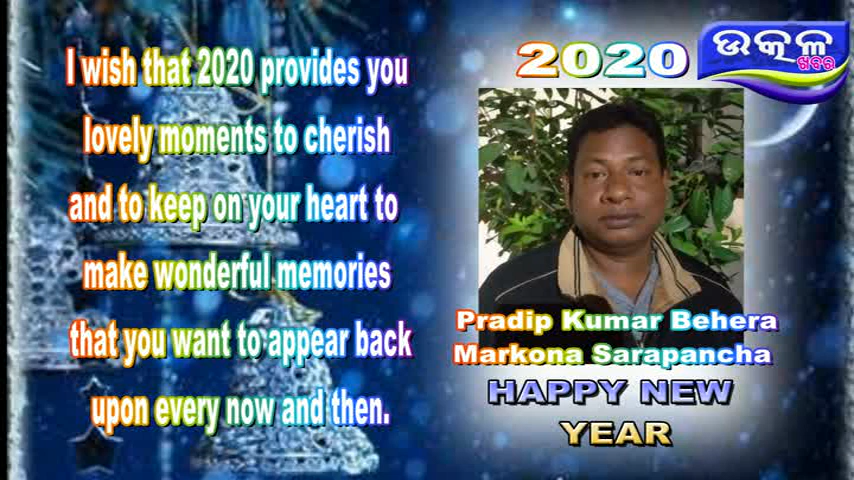 I wish that 2020 provides you
lovely moments to cherish
and to keep on your heart to
make wonderful memories
that you want to appear back
upon every now and then.
2020
ଉତ୍କଳ
ଖବର
Pradip Kumar Behera
Markona Sarapancha
HAPPY NEW
YEAR